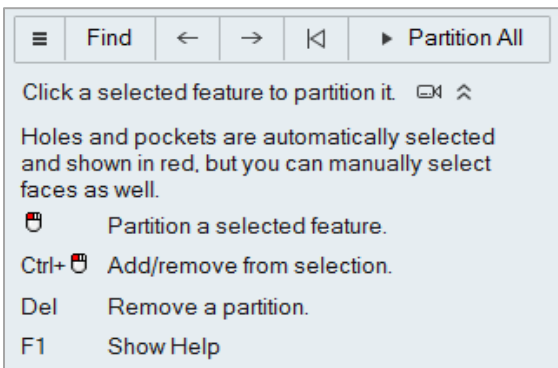 Find Partition All
Click a selected feature to partition it.
Holes and pockets are automatically selected
and shown in red, but you can manually select
faces as well.
Partition a selected feature.
Ctrl+ Add/remove from selection.
Del Remove a partition.
F1 Show Help